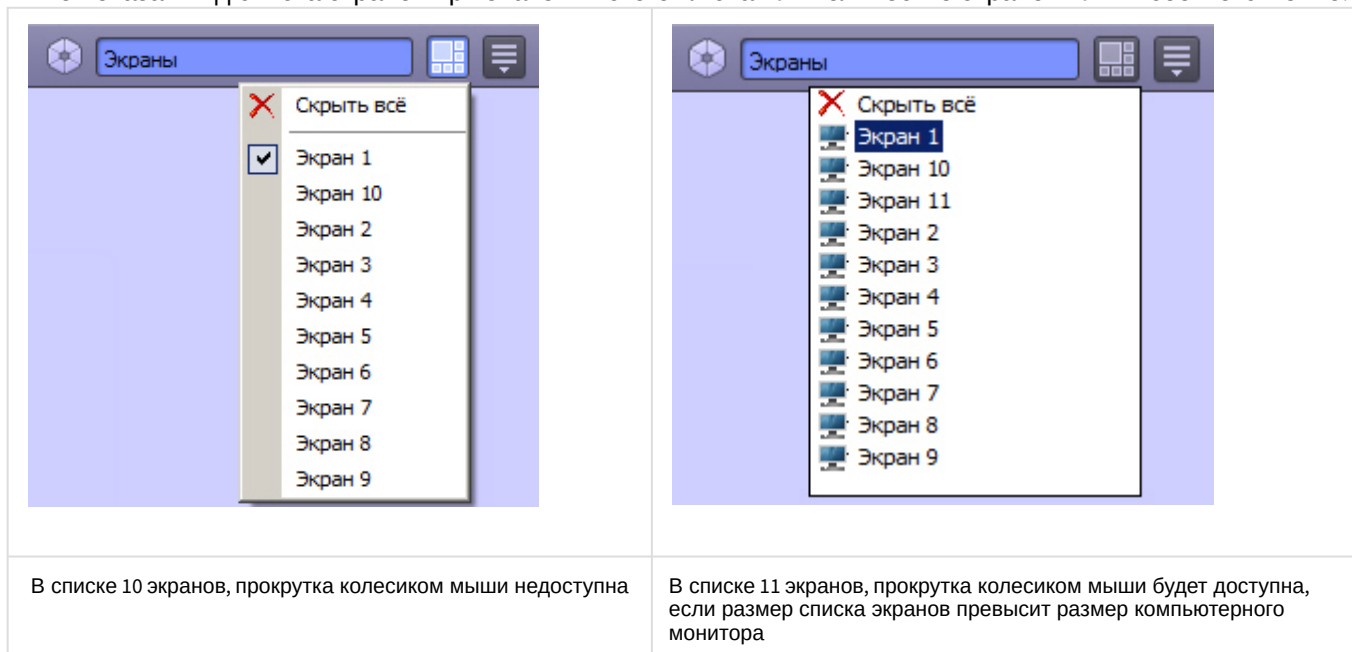 Экраны
Скрыть всё
Экран 1
Экран 10
Экран 2
Экран 3
Экран 4
Экран 5
Экран 6
Экран 7
Экран 8
Экран 9
Экраны
Скрыть всё
Экран 1
Экран 10
Экран 11
Экран 2
Экран 3
Экран 4
Экран 5
Экран 6
Экран 7
Экран 8
Экран 9
В списке 10 экранов, прокрутка колесиком мыши недоступна
В списке 11 экранов, прокрутка колесиком мыши будет доступна,
если размер списка экранов превысит размер компьютерного
монитора